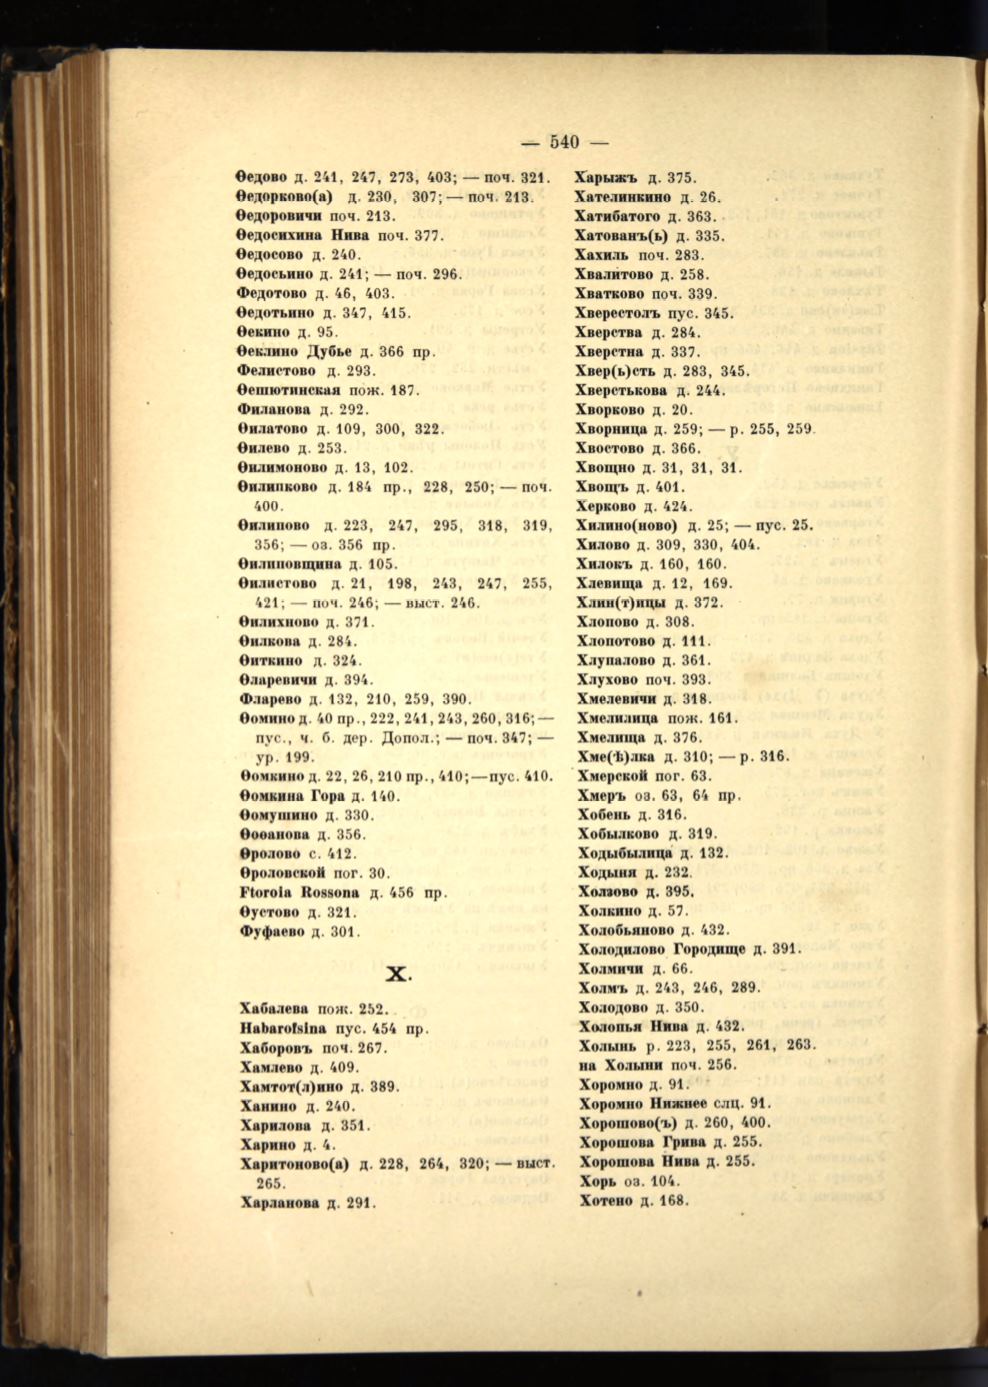 — 540 —
Ѳедово д. 241, 247, 273, 403; — поч. 321.
Ѳедорково(а) д. 230, 307; — поч. 213.
Ѳедоровичи поч. 213.
Ѳедосихина Нива поч. 377.
Ѳедосово д. 240.
Ѳедосьино д. 241; — поч. 296.
Федотово д. 46, 403.
Ѳедотьино д. 347, 415.
Ѳекино д. 95.
Ѳеклино Дубье д. 366 пр.
Фелистово д. 293.
Ѳешютинская пож. 187.
Филанова д. 292.
Ѳилатово д. 109, 300, 322.
Ѳилево д. 253.
Ѳилимоново д. 13, 102.
Ѳилипково д. 184 пр., 228, 250; — поч.
400.
Ѳилипово д. 223, 247, 295, 318, 319,
356; — оз. 356 пр.
Ѳилиповщина д. 105.
Ѳилистово д. 21, 198, 243, 247, 255,
421; — поч. 246; — выст. 246.
Ѳилихново д. 371.
Ѳилкова д. 284.
Ѳиткино д. 324.
Ѳларевичи д. 394.
Фларево д. 132, 210, 259, 390.
Ѳомино д. 40 пр., 222, 241, 243, 260, 316; —
пус., ч. б. дер. Допол.; — поч. 347; —
ур. 199.
Ѳомкино д. 22, 26, 210 пр., 410; — пус. 410.
Ѳомкина Гора д. 140.
Ѳомушино д. 330.
Ѳоѳанова д. 356.
Ѳролово с. 412.
Ѳроловской пог. 30.
Ftorola Rossona д. 456 пр.
Ѳустово д. 321.
Фуфаево д. 301.
Х.
Хабалева пож. 252.
Habarofsina пус. 454 пр.
Хаборовъ поч. 267.
Хамлево д. 409.
Хамтот(л)ино д. 389.
Ханино д. 240.
Харилова д. 351.
Харино д. 4.
Харитоново(а) д. 228, 264, 320; — выст.
265.
Харланова д. 291.
Харыжъ д. 375.
Хателинкино д. 26.
Хатибатого д. 363.
Хатованъ(ь) д. 335.
Хахиль поч. 283.
Хвалитово д. 258.
Хватково поч. 339.
Хверестолъ пус. 345.
Хверства д. 284.
Хверстна д. 337.
Хвер(ь)сть д. 283, 345.
Хверстькова д. 244.
Хворково д. 20.
Хворница д. 259; — р. 255, 259.
Хвостово д. 366.
Хвощно д. 31, 31, 31.
Хвощъ д. 401.
Херково д. 424.
Хилино(ново) д. 25; — пус. 25.
Хилово д. 309, 330, 404.
Хилокъ д. 160, 160.
Хлевища д. 12, 169.
Хлин(т)ицы д. 372.
Хлопово д. 308.
Хлопотово д. 111.
Хлупалово д. 361.
Хлухово поч. 393.
Хмелевичи д. 318.
Хмелилица пож. 161.
Хмелища д. 376.
Хме(ѣ)лка д. 310; — р. 316.
Хмерской пог. 63.
Хмеръ оз. 63, 64 пр.
Хобень д. 316.
Хобылково д. 319.
Ходыбылица д. 132.
Ходыня д. 232.
Холзово д. 395.
Холкино д. 57.
Холобьяново д. 432.
Холодилово Городище д. 391.
Холмичи д. 66.
Холмъ д. 243, 246, 289.
Холодово д. 350.
Холопья Нива д. 432.
Холынь р. 223, 255, 261, 263.
на Холыни поч. 256.
Хоромно д. 91.
Хоромно Нижнее слц. 91.
Хорошово(ъ) д. 260, 400.
Хорошова Грива д. 255.
Хорошова Нива д. 255.
Хорь оз. 104.
Хотено д. 168.